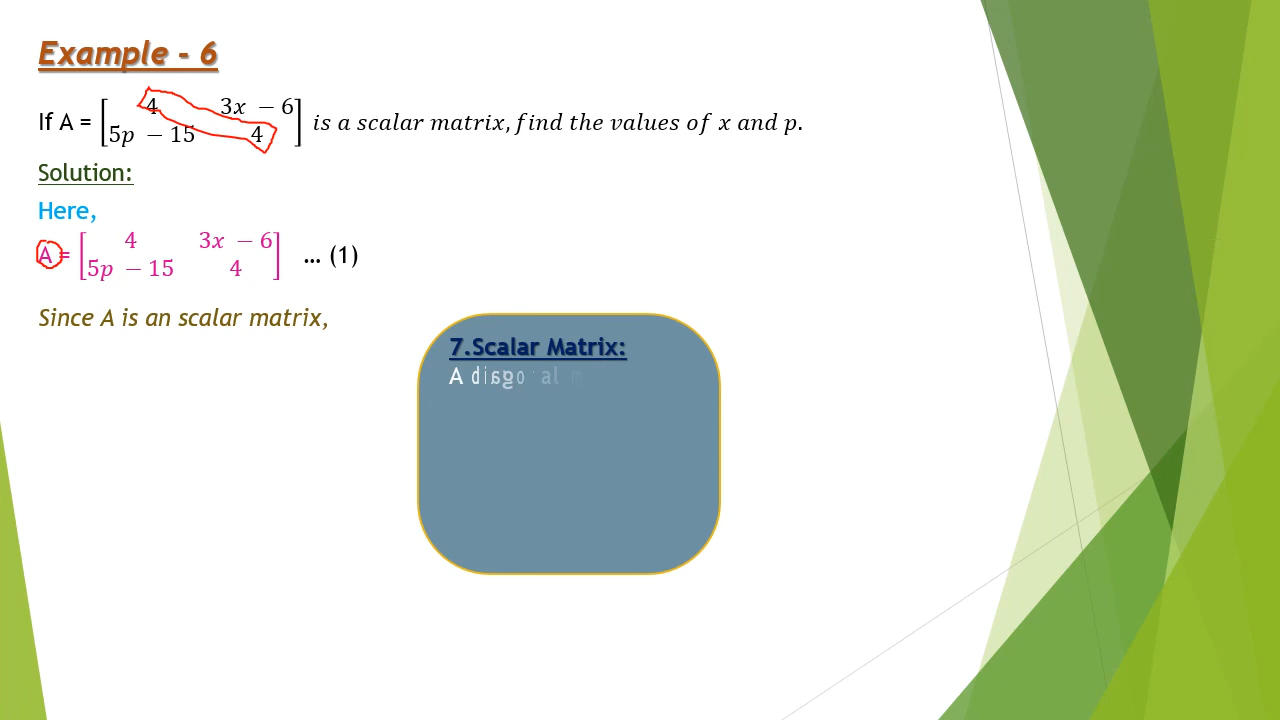 Example - 6
If A = [4 3x − 6
5p − 15 4] is a scalar matrix, find the values of x and p.
Solution:
Here,
A = [4 3x − 6
5p − 15 4] ... (1)
Since A is an scalar matrix,
7.Scalar Matrix:
A